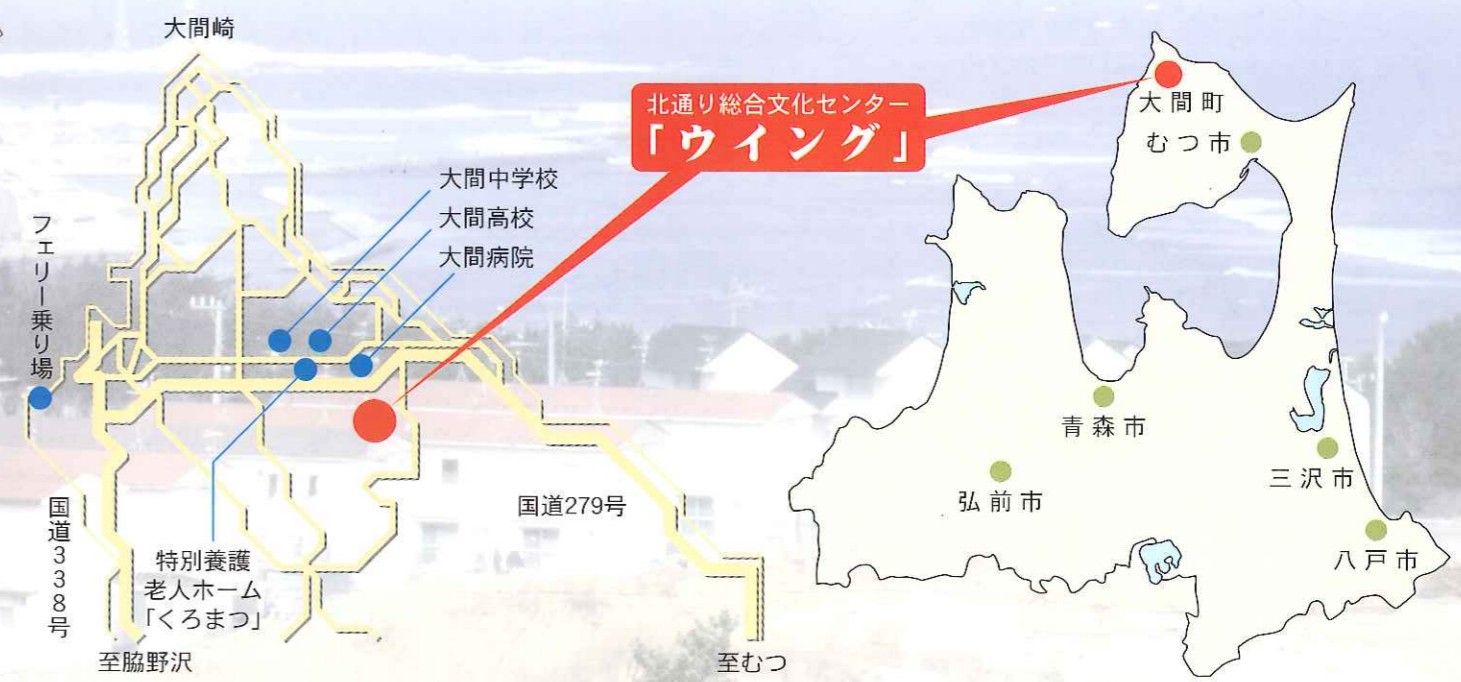 大間崎
北通り総合文化センター
「ウイング」
大間中学校
大間高校
大間病院
フェリー乗り場
国道338号
特別養護
老人ホーム
「くろまつ」
国道279号
至脇野沢
至むつ
大間町
むつ市
青森市
弘前市
三沢市
八戸市